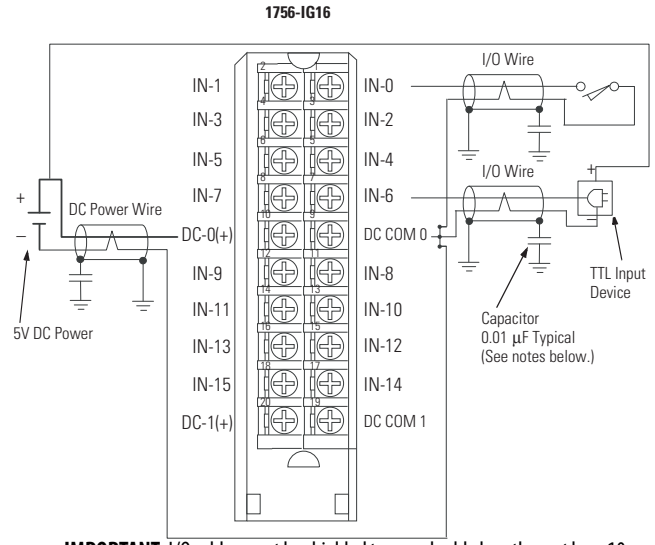 1756-IG16
2 1
IN-1 IN-0
I/O Wire
4 3
IN-3 IN-2
6 5
IN-5 IN-4
8 7
IN-7 IN-6
I/O Wire
+
+
−
10 9
DC-0(+) DC COM 0
DC Power Wire
−
12 11
IN-9 IN-8
TTL Input
Device
14 13
IN-11 IN-10
5V DC Power
Capacitor
0.01 μF Typical
(See notes below.)
16 15
IN-13 IN-12
18 17
IN-15 IN-14
20 19
DC-1(+) DC COM 1
IMPORTANT: I/O